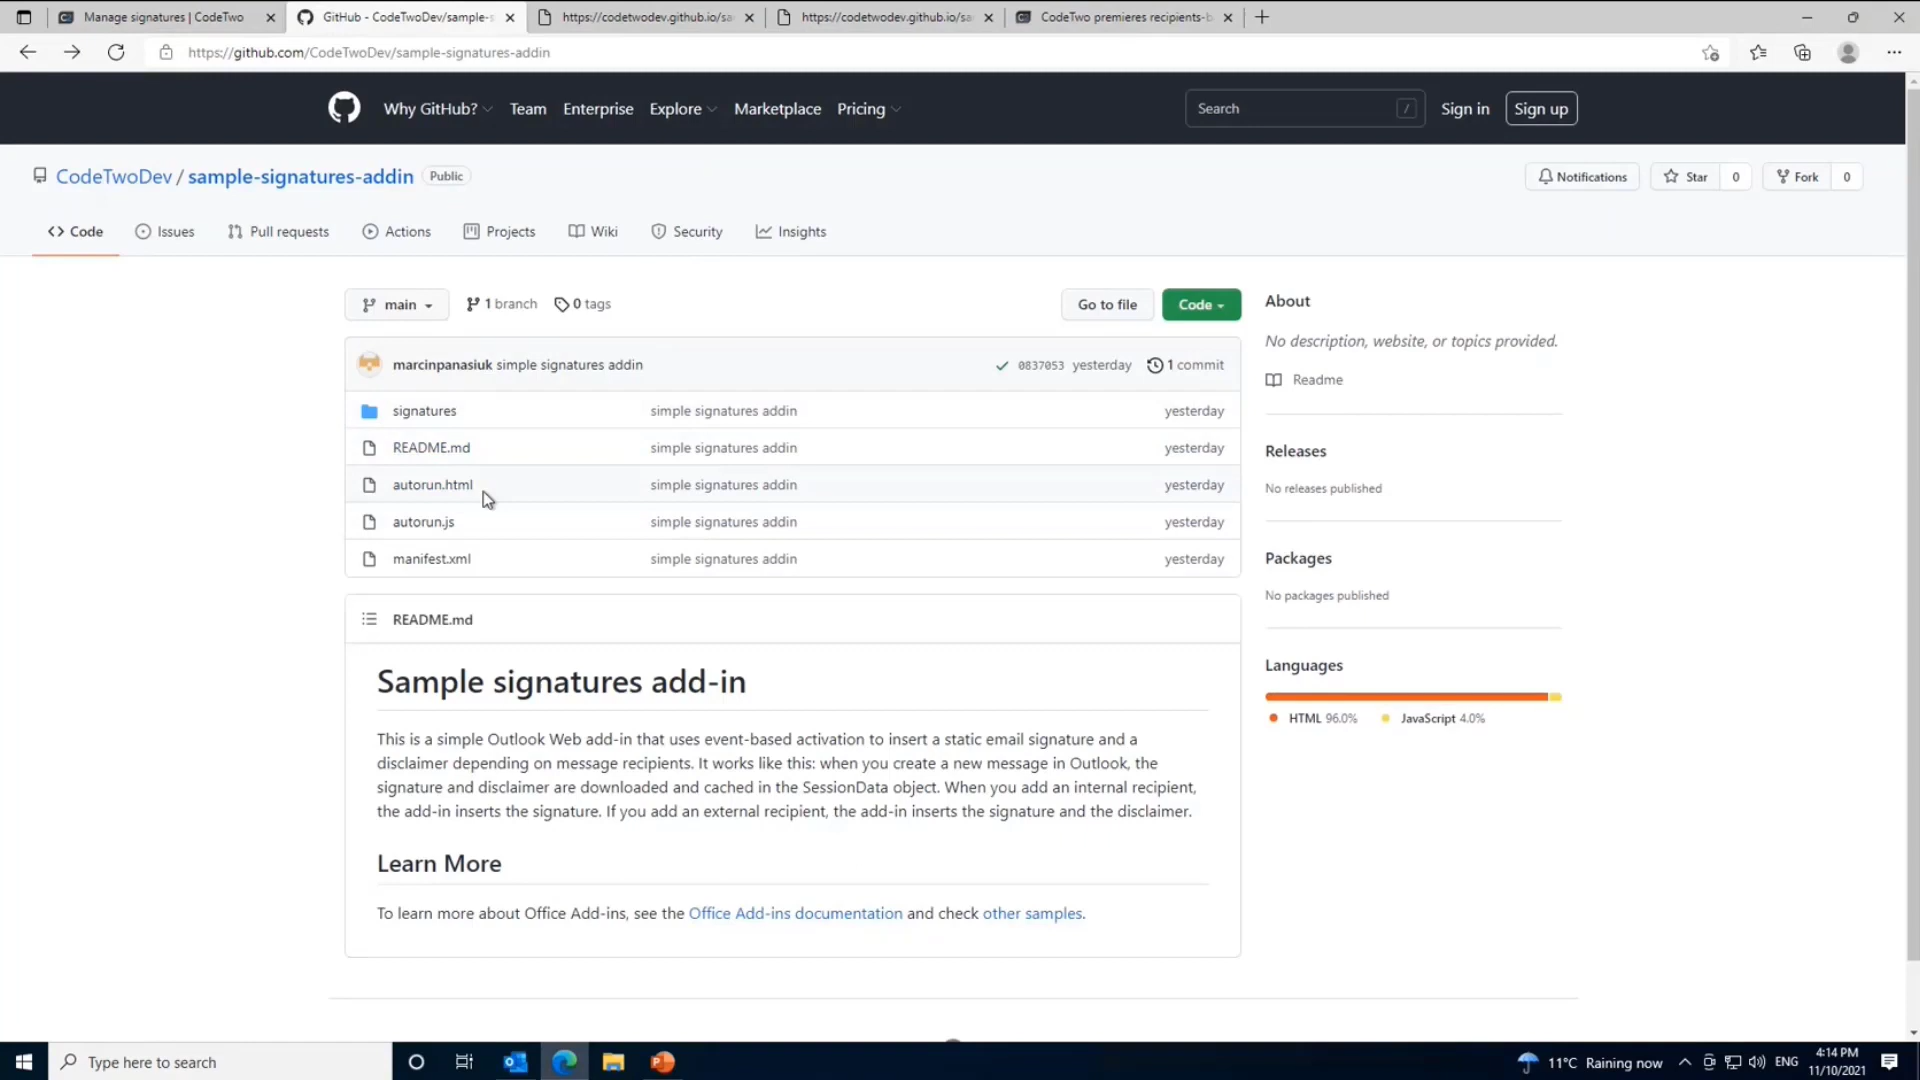 Manage signatures | CodeTwo
GitHub - CodeTwoDev/sample-s
https://codetwodev.github.io/sa
https://codetwodev.github.io/sa
CodeTwo premieres recipients-b
https://github.com/CodeTwoDev/sample-signatures-addin
Why GitHub?
Team
Enterprise
Explore
Marketplace
Pricing
Search
/
Sign in
Sign up
CodeTwoDev / sample-signatures-addin
Public
Notifications
Star
0
Fork
0
<> Code
Issues
Pull requests
Actions
Projects
Wiki
Security
Insights
main
1 branch
0 tags
Go to file
Code
marcinpanasiuk simple signatures addin
0837053 yesterday
1 commit
signatures
simple signatures addin
yesterday
README.md
simple signatures addin
yesterday
autorun.html
simple signatures addin
yesterday
autorun.js
simple signatures addin
yesterday
manifest.xml
simple signatures addin
yesterday
README.md
Sample signatures add-in
This is a simple Outlook Web add-in that uses event-based activation to insert a static email signature and a
disclaimer depending on message recipients. It works like this: when you create a new message in Outlook, the
signature and disclaimer are downloaded and cached in the SessionData object. When you add an internal recipient,
the add-in inserts the signature. If you add an external recipient, the add-in inserts the signature and the disclaimer.
Learn More
To learn more about Office Add-ins, see the Office Add-ins documentation and check other samples.
About
No description, website, or topics provided.
Readme
Releases
No releases published
Packages
No packages published
Languages
HTML 96.0%
JavaScript 4.0%
Type here to search
11°C Raining now
ENG
4:14 PM
11/10/2021